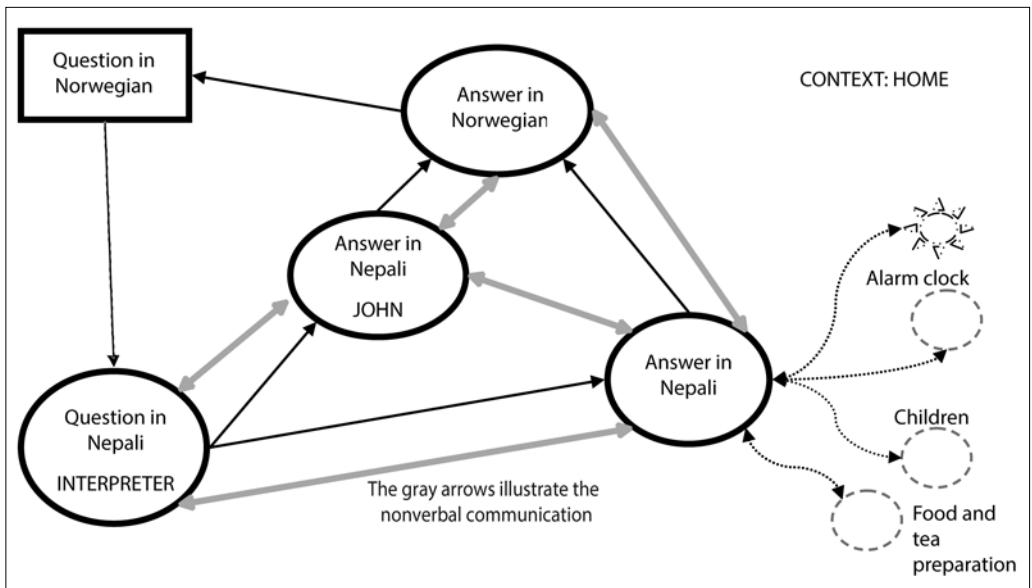 Question in
Norwegian
Answer in
Norwegian
CONTEXT: HOME
Answer in
Nepali
JOHN
Alarm clock
Answer in
Nepali
Question in
Nepali
INTERPRETER
Children
The gray arrows illustrate the
nonverbal communication
Food and
tea
preparation